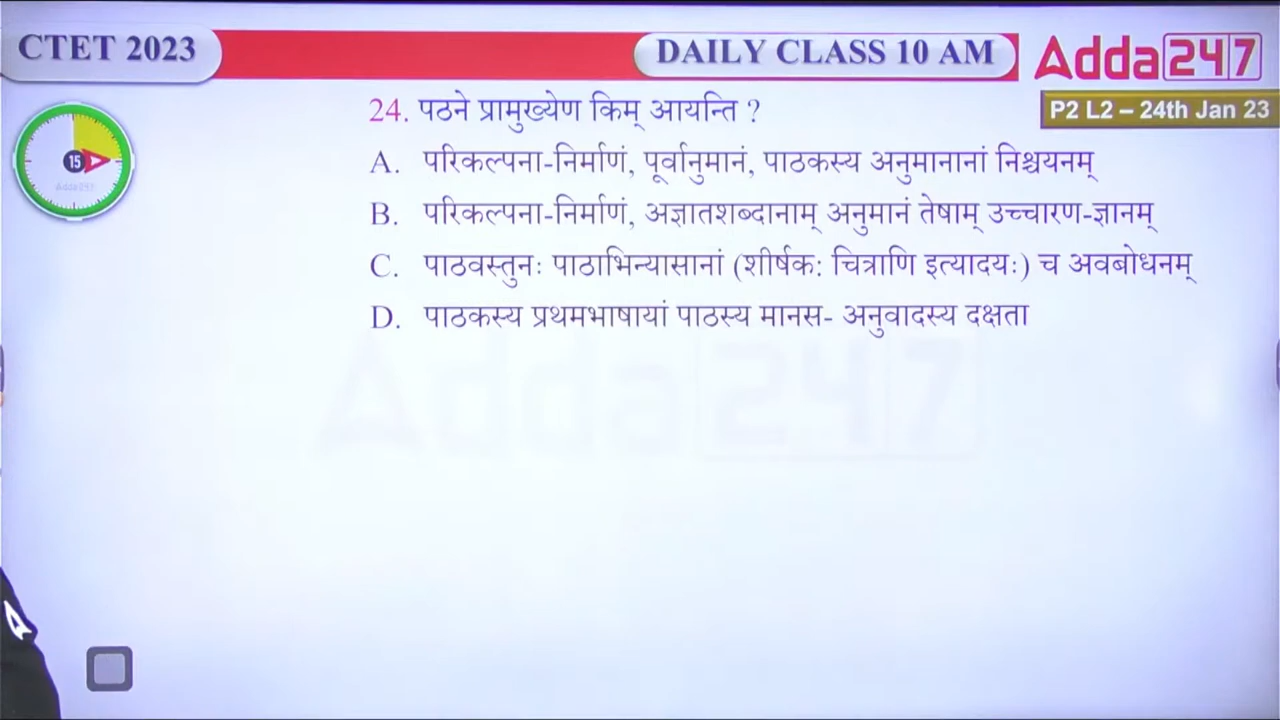 CTET 2023
DAILY CLASS 10 AM
Adda247
P2 L2 – 24th Jan 23
15
Adda247
24. पठने प्रामुख्येण किम् आयन्ति ?
A. परिकल्पना-निर्माणं, पूर्वानुमानं, पाठकस्य अनुमानानां निश्चयनम्
B. परिकल्पना-निर्माणं, अज्ञातशब्दानाम् अनुमानं तेषाम् उच्चारण-ज्ञानम्
C. पाठवस्तुनः पाठाभिन्यासानां (शीर्षक: चित्राणि इत्यादयः) च अवबोधनम्
D. पाठकस्य प्रथमभाषायां पाठस्य मानस- अनुवादस्य दक्षता
Adda247